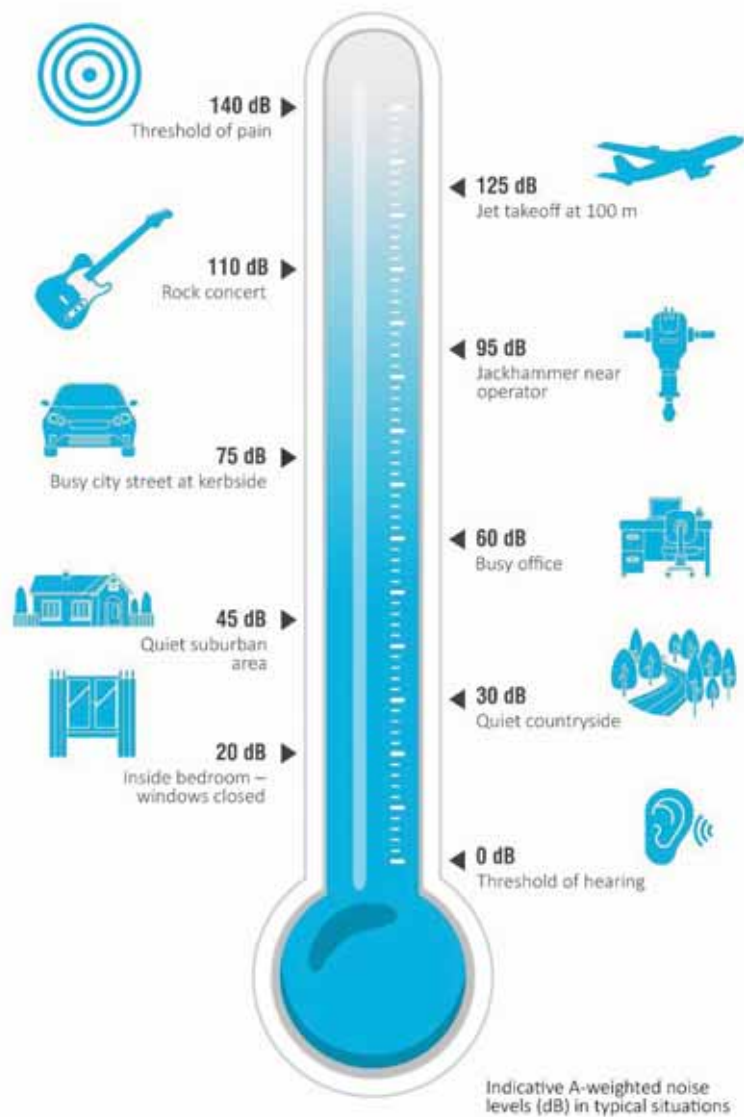 140 dB
Threshold of pain
125 dB
Jet takeoff at 100 m
110 dB
Rock concert
95 dB
Jackhammer near
operator
75 dB
Busy city street at kerbside
60 dB
Busy office
45 dB
Quiet suburban
area
30 dB
Quiet countryside
20 dB
Inside bedroom –
windows closed
0 dB
Threshold of hearing
Indicative A-weighted noise
levels (dB) in typical situations